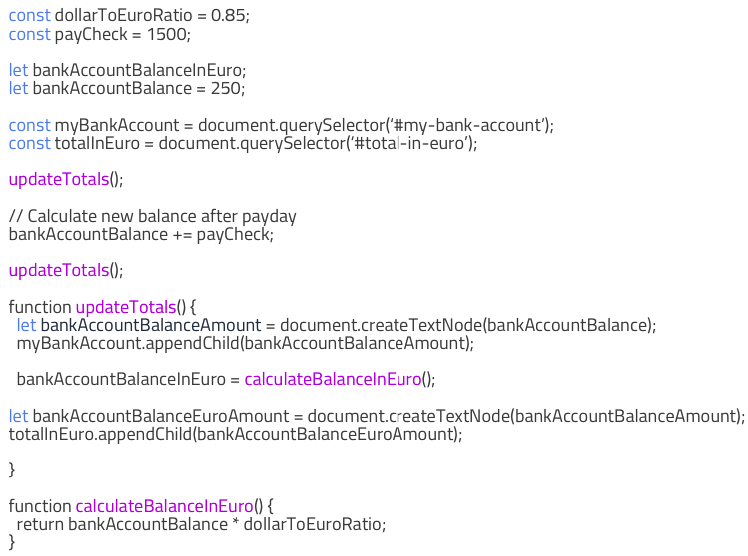 const dollarToEuroRatio = 0.85;
const payCheck = 1500;
let bankAccountBalanceInEuro;
let bankAccountBalance = 250;
const myBankAccount = document.querySelector(‘#my-bank-account’);
const totalInEuro = document.querySelector(‘#total-in-euro’);
updateTotals();
// Calculate new balance after payday
bankAccountBalance += payCheck;
updateTotals();
function updateTotals() {
let bankAccountBalanceAmount = document.createTextNode(bankAccountBalance);
myBankAccount.appendChild(bankAccountBalanceAmount);
bankAccountBalanceInEuro = calculateBalanceInEuro();
let bankAccountBalanceEuroAmount = document.createTextNode(bankAccountBalanceAmount);
totalInEuro.appendChild(bankAccountBalanceEuroAmount);
}
function calculateBalanceInEuro() {
return bankAccountBalance * dollarToEuroRatio;
}